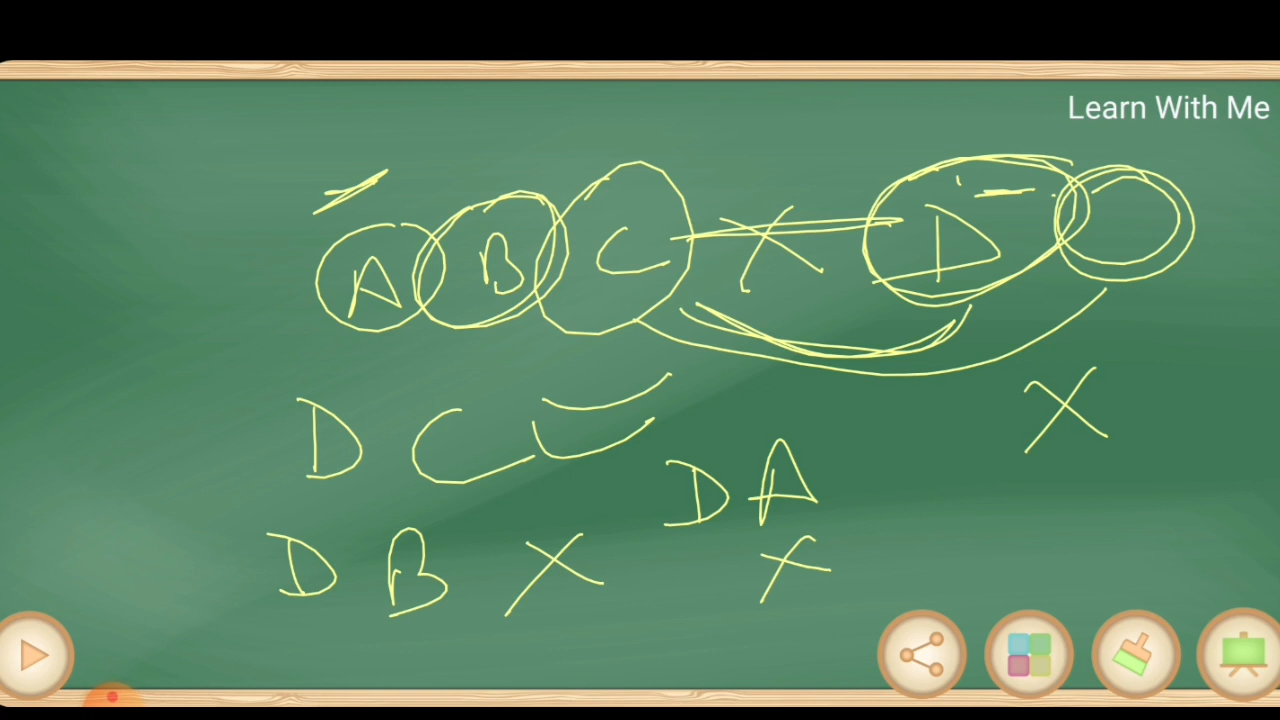 Learn With Me
A B C X D
D C
D A
X
D B X X